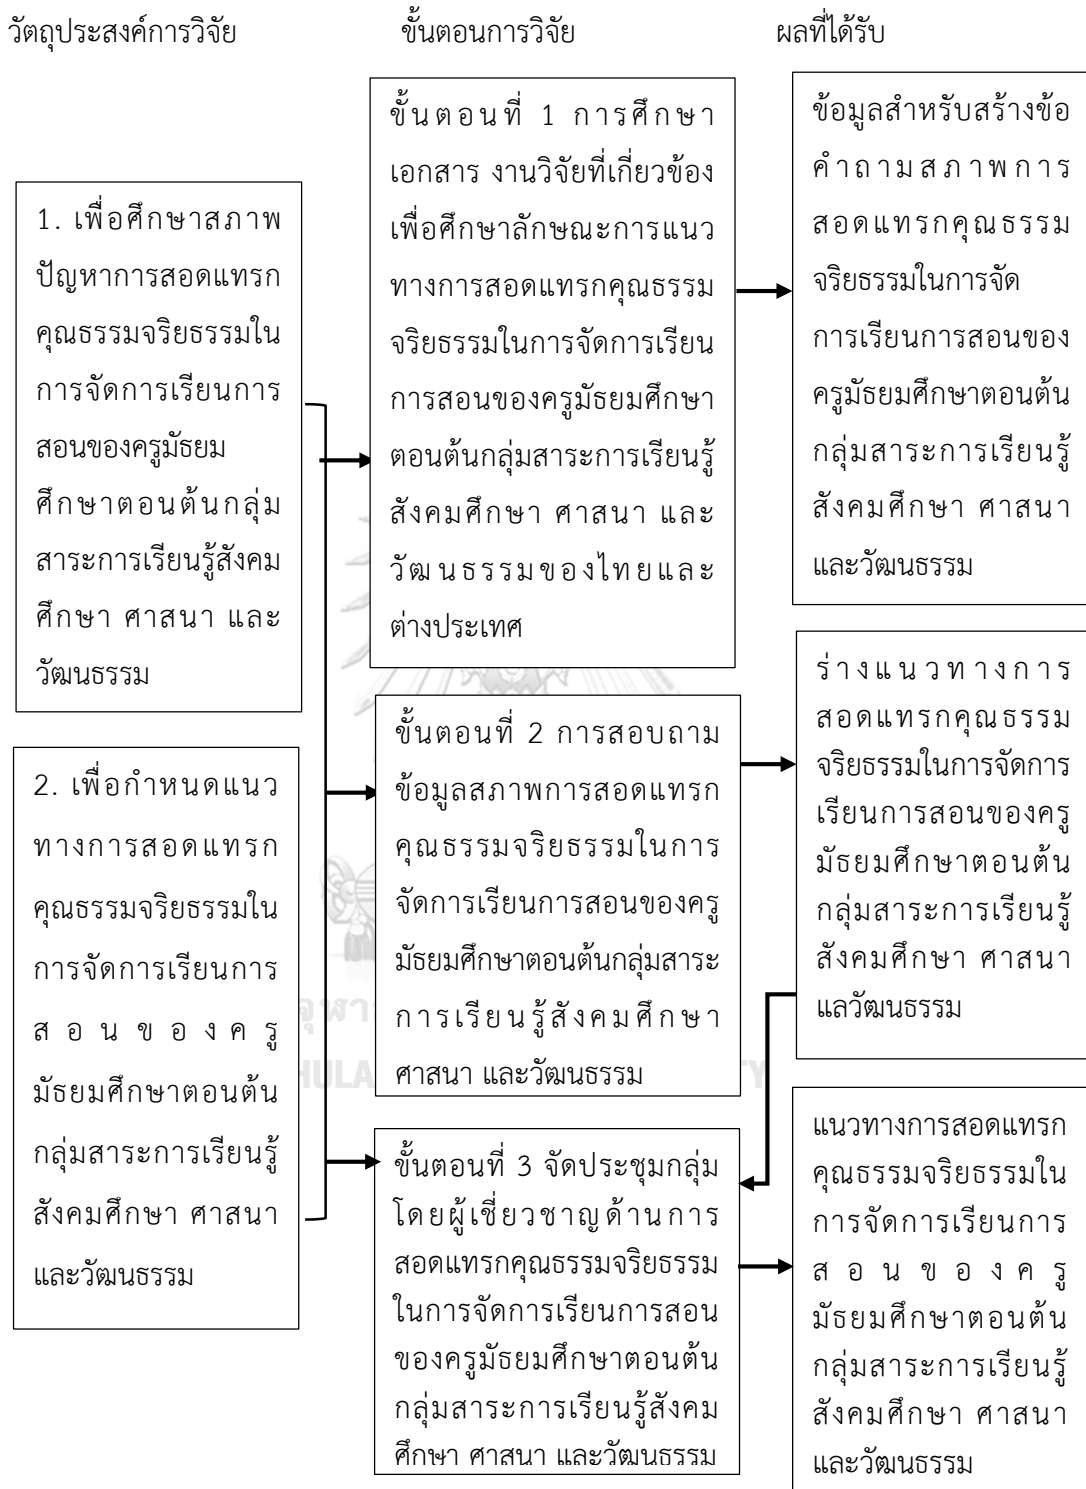 วัตถุประสงค์การวิจัย
ขั้นตอนการวิจัย
ผลที่ได้รับ
1. เพื่อศึกษาสภาพ
ปัญหาการสอดแทรก
คุณธรรมจริยธรรมใน
การจัดการเรียนการ
สอนของครูมัธยม
ศึกษาตอนต้นกลุ่ม
สาระการเรียนรู้สังคม
ศึกษา ศาสนา และ
วัฒนธรรม
2. เพื่อกำหนดแนว
ทางการสอดแทรก
คุณธรรมจริยธรรมใน
การจัดการเรียนการ
สอนของครู
มัธยมศึกษาตอนต้น
กลุ่มสาระการเรียนรู้
สังคมศึกษา ศาสนา
และวัฒนธรรม
ขั้นตอนที่ 1 การศึกษา
เอกสาร งานวิจัยที่เกี่ยวข้อง
เพื่อศึกษาลักษณะการแนว
ทางการสอดแทรกคุณธรรม
จริยธรรมในการจัดการเรียน
การสอนของครูมัธยมศึกษา
ตอนต้นกลุ่มสาระการเรียนรู้
สังคมศึกษา ศาสนา และ
วัฒนธรรมของไทยและ
ต่างประเทศ
ขั้นตอนที่ 2 การสอบถาม
ข้อมูลสภาพการสอดแทรก
คุณธรรมจริยธรรมในการ
จัดการเรียนการสอนของครู
มัธยมศึกษาตอนต้นกลุ่มสาระ
การเรียนรู้สังคมศึกษา
ศาสนา และวัฒนธรรม
ขั้นตอนที่ 3 จัดประชุมกลุ่ม
โดยผู้เชี่ยวชาญด้านการ
สอดแทรกคุณธรรมจริยธรรม
ในการจัดการเรียนการสอน
ของครูมัธยมศึกษาตอนต้น
กลุ่มสาระการเรียนรู้สังคม
ศึกษา ศาสนา และวัฒนธรรม
ข้อมูลสำหรับสร้างข้อ
คำถามสภาพการ
สอดแทรกคุณธรรม
จริยธรรมในการจัด
การเรียนการสอนของ
ครูมัธยมศึกษาตอนต้น
กลุ่มสาระการเรียนรู้
สังคมศึกษา ศาสนา
และวัฒนธรรม
ร่างแนวทางการ
สอดแทรกคุณธรรม
จริยธรรมในการจัดการ
เรียนการสอนของครู
มัธยมศึกษาตอนต้น
กลุ่มสาระการเรียนรู้
สังคมศึกษา ศาสนา
แลวัฒนธรรม
แนวทางการสอดแทรก
คุณธรรมจริยธรรมใน
การจัดการเรียนการ
สอนของครู
มัธยมศึกษาตอนต้น
กลุ่มสาระการเรียนรู้
สังคมศึกษา ศาสนา
และวัฒนธรรม